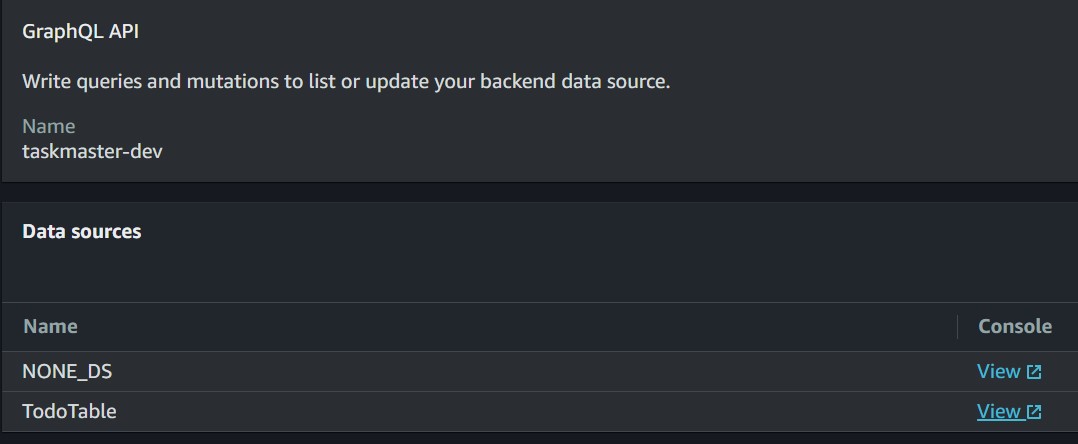 GraphQL API
Write queries and mutations to list or update your backend data source.
Name
taskmaster-dev
Data sources
Name Console
NONE_DS View
TodoTable View